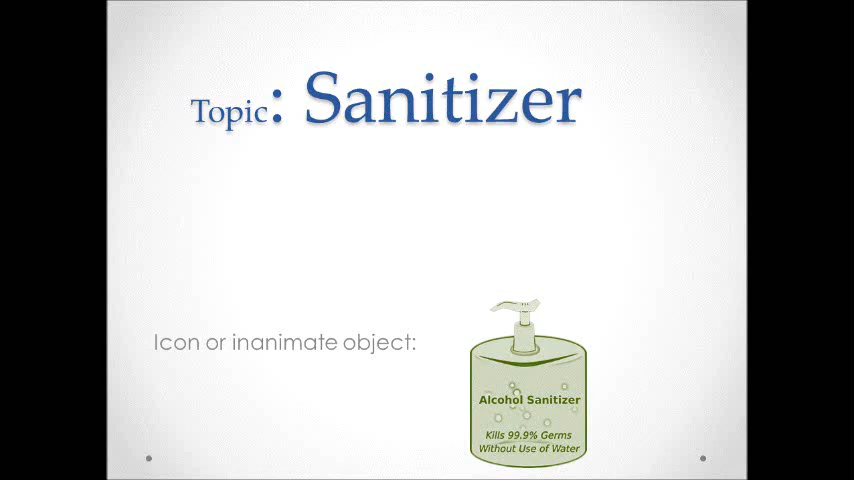 Topic: Sanitizer
Icon or inanimate object:
Alcohol Sanitizer
Kills 99.9% Germs
Without Use of Water